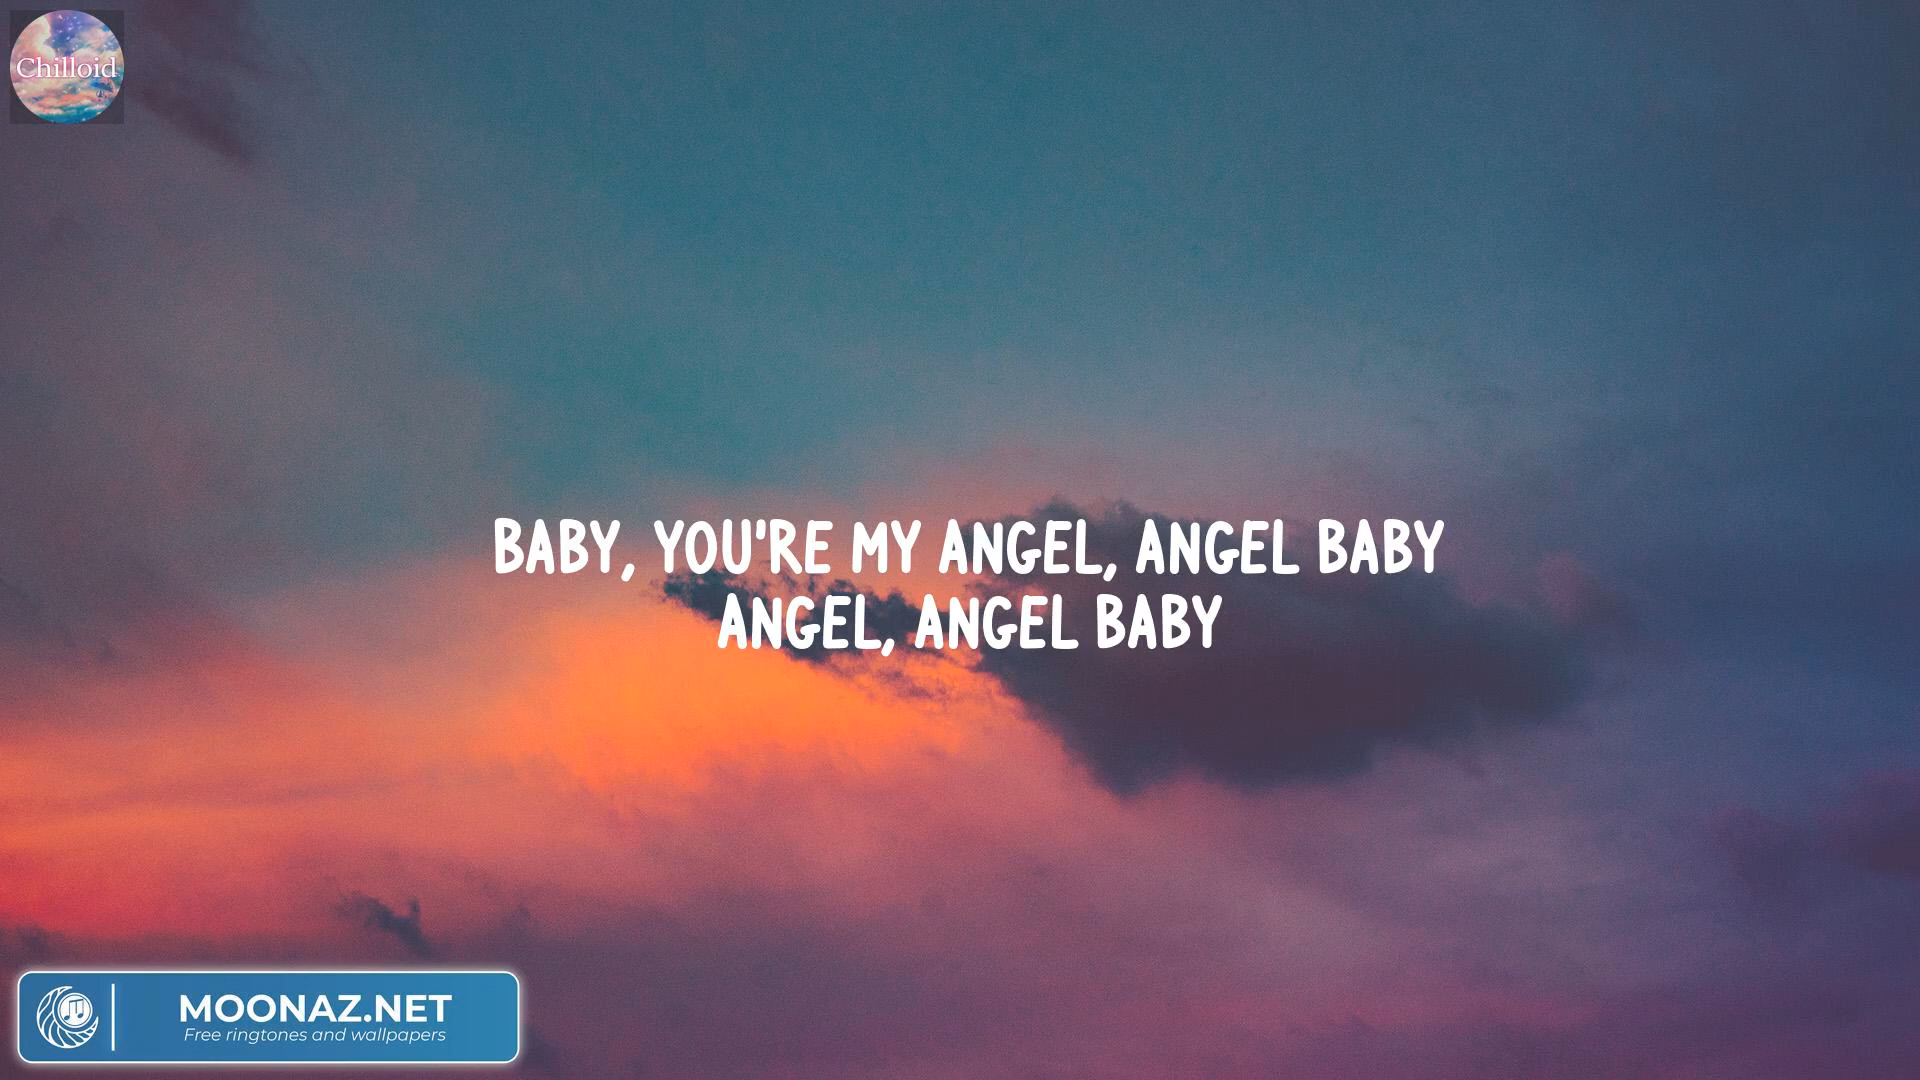 Chilloid
BABY, YOU'RE MY ANGEL, ANGEL BABY
ANGEL, ANGEL BABY
MOONAZ.NET
Free ringtones and wallpapers